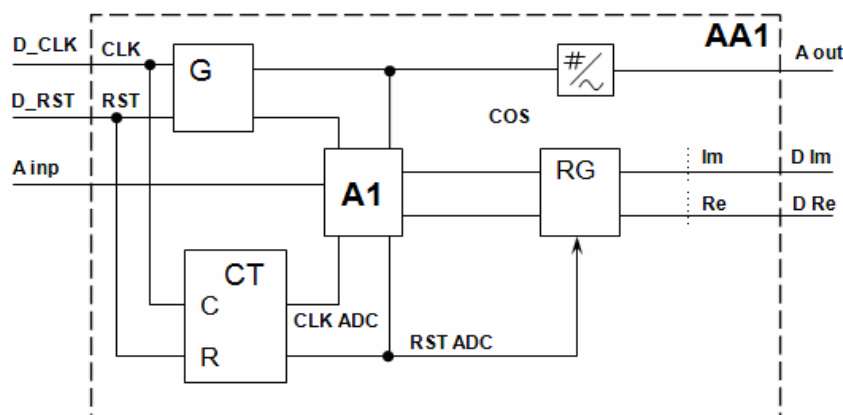 AA1
D_CLK
CLK
G
#
A out
D_RST
RST
COS
A inp
A1
RG
Im
D Im
Re
D Re
CT
C
CLK ADC
R
RST ADC